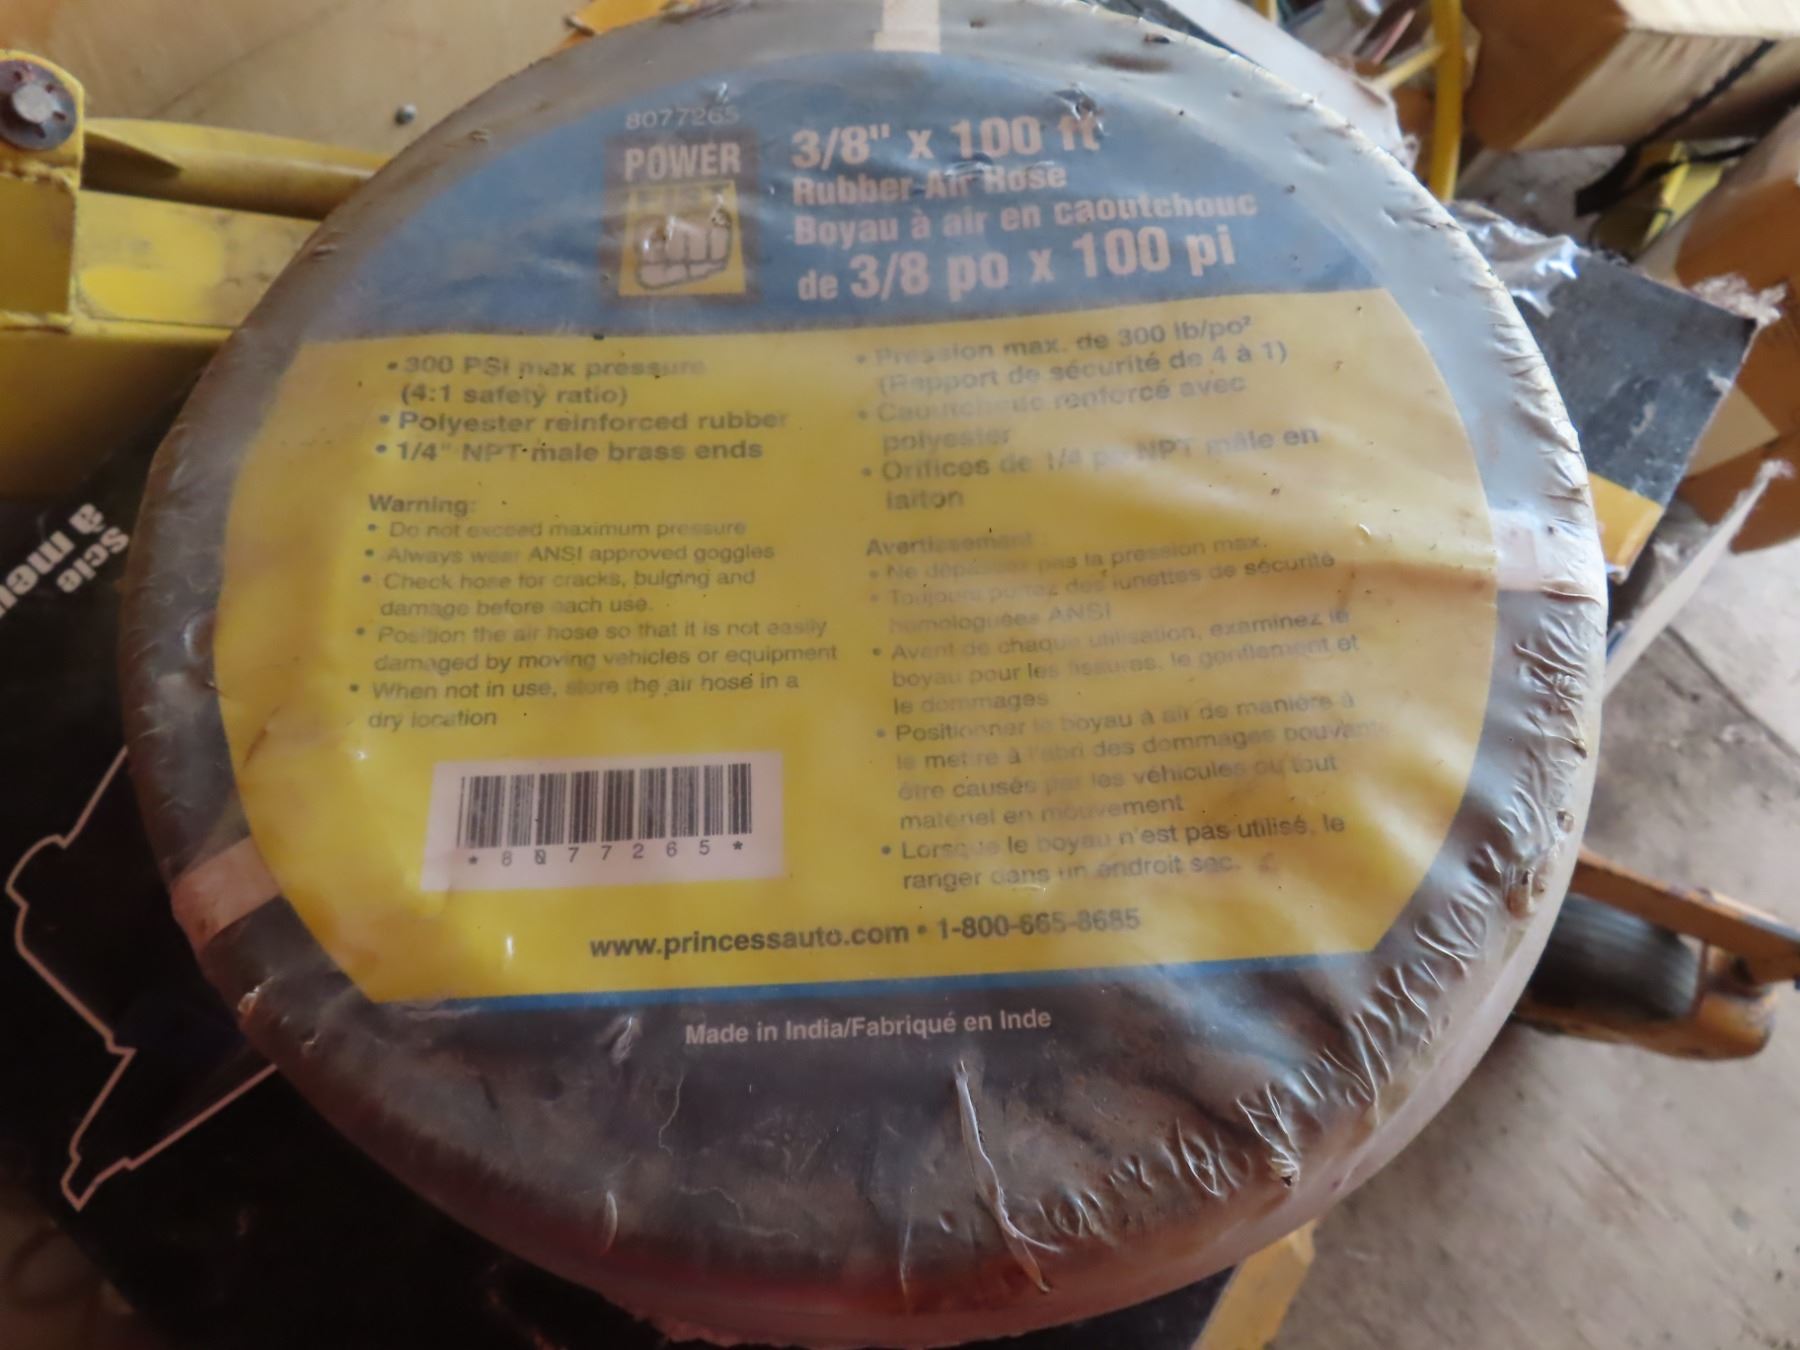 8077265
POWER
FIST
3/8" x 100 ft
Rubber Air Hose
Boyau à air en caoutchouc
de 3/8 po x 100 pi
• 300 PSI max pressure
(4:1 safety ratio)
• Polyester reinforced rubber
• 1/4" NPT male brass ends
Warning:
• Do not exceed maximum pressure
• Always wear ANSI approved goggles
• Check hose for cracks, bulging and
damage before each use.
• Position the air hose so that it is not easily
damaged by moving vehicles or equipment
• When not in use, store the air hose in a
dry location
• Pression max. de 300 lb/po²
(Rapport de sécurité de 4 à 1)
• Caoutchouc renforcé avec
polyester
• Orifices de 1/4 po NPT mâle en
laiton
Avertissement :
• Ne dépassez pas la pression max.
• Toujours portez des lunettes de sécurité
homologuées ANSI
• Avant de chaque utilisation, examinez le
boyau pour les fissures, le gonflement et
le dommages
• Positionner le boyau à air de manière à
le mettre à l'abri des dommages pouvant
être causés par les véhicules ou tout
matériel en mouvement
• Lorsque le boyau n'est pas utilisé, le
ranger dans un endroit sec.
*8077265*
www.princessauto.com • 1-800-665-8685
Made in India/Fabriqué en Inde
scie
à